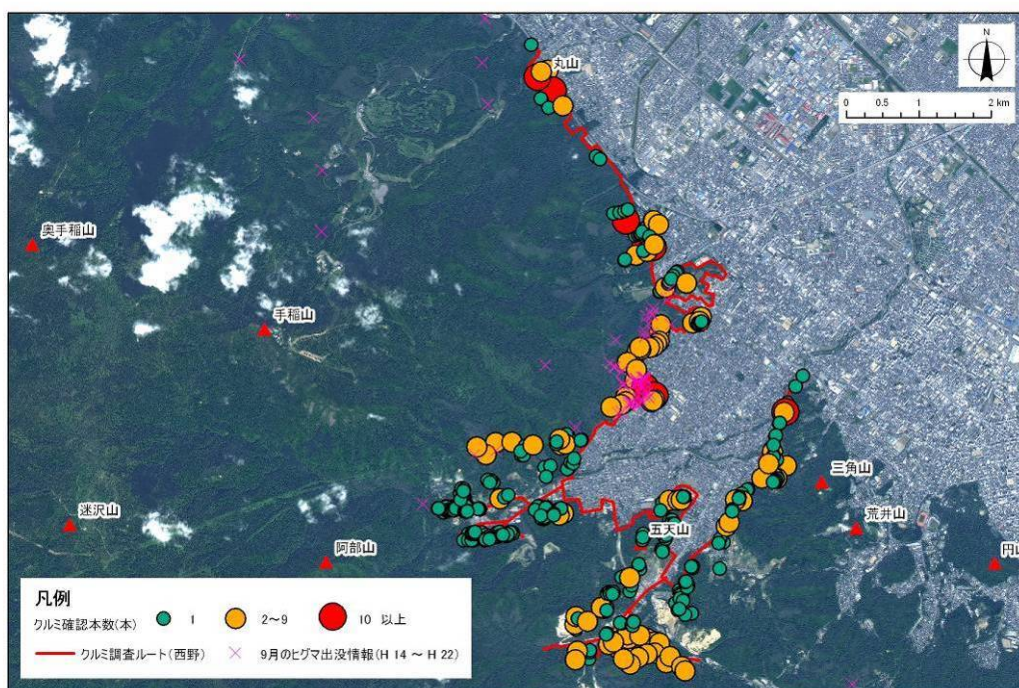 丸山
N
0 0.5 1 2 km
奥手稲山
手稲山
三角山
迷沢山
荒井山
五天山
阿部山
円山
凡例
クルミ確認本数(本) 1 2～9 10 以上
クルミ調査ルート(西野) 9月のヒグマ出没情報(H 14 ～ H 22)